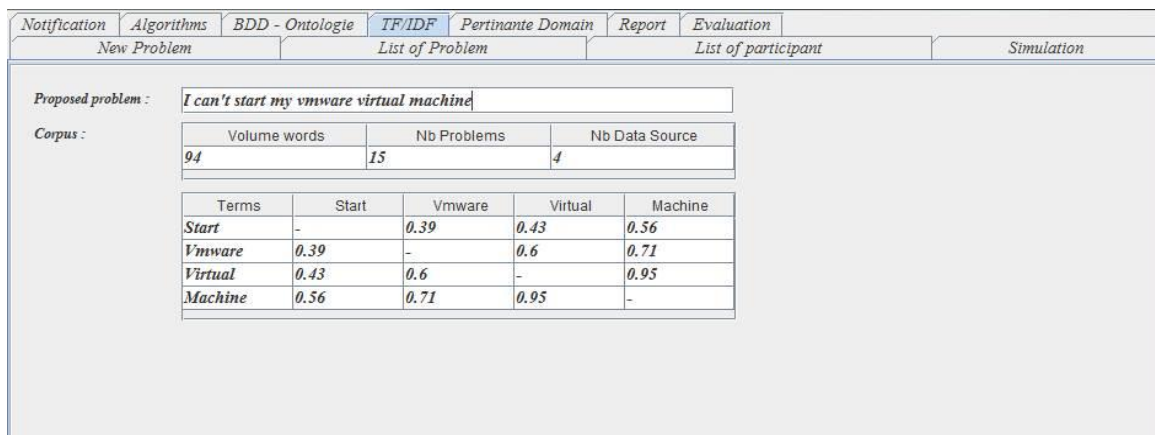 Notification Algorithms BDD - Ontologie TF/IDF Pertinante Domain Report Evaluation
New Problem List of Problem List of participant Simulation
Proposed problem : I can't start my vmware virtual machine
Corpus : Volume words Nb Problems Nb Data Source
94 15 4
Terms Start Vmware Virtual Machine
Start - 0.39 0.43 0.56
Vmware 0.39 - 0.6 0.71
Virtual 0.43 0.6 - 0.95
Machine 0.56 0.71 0.95 -